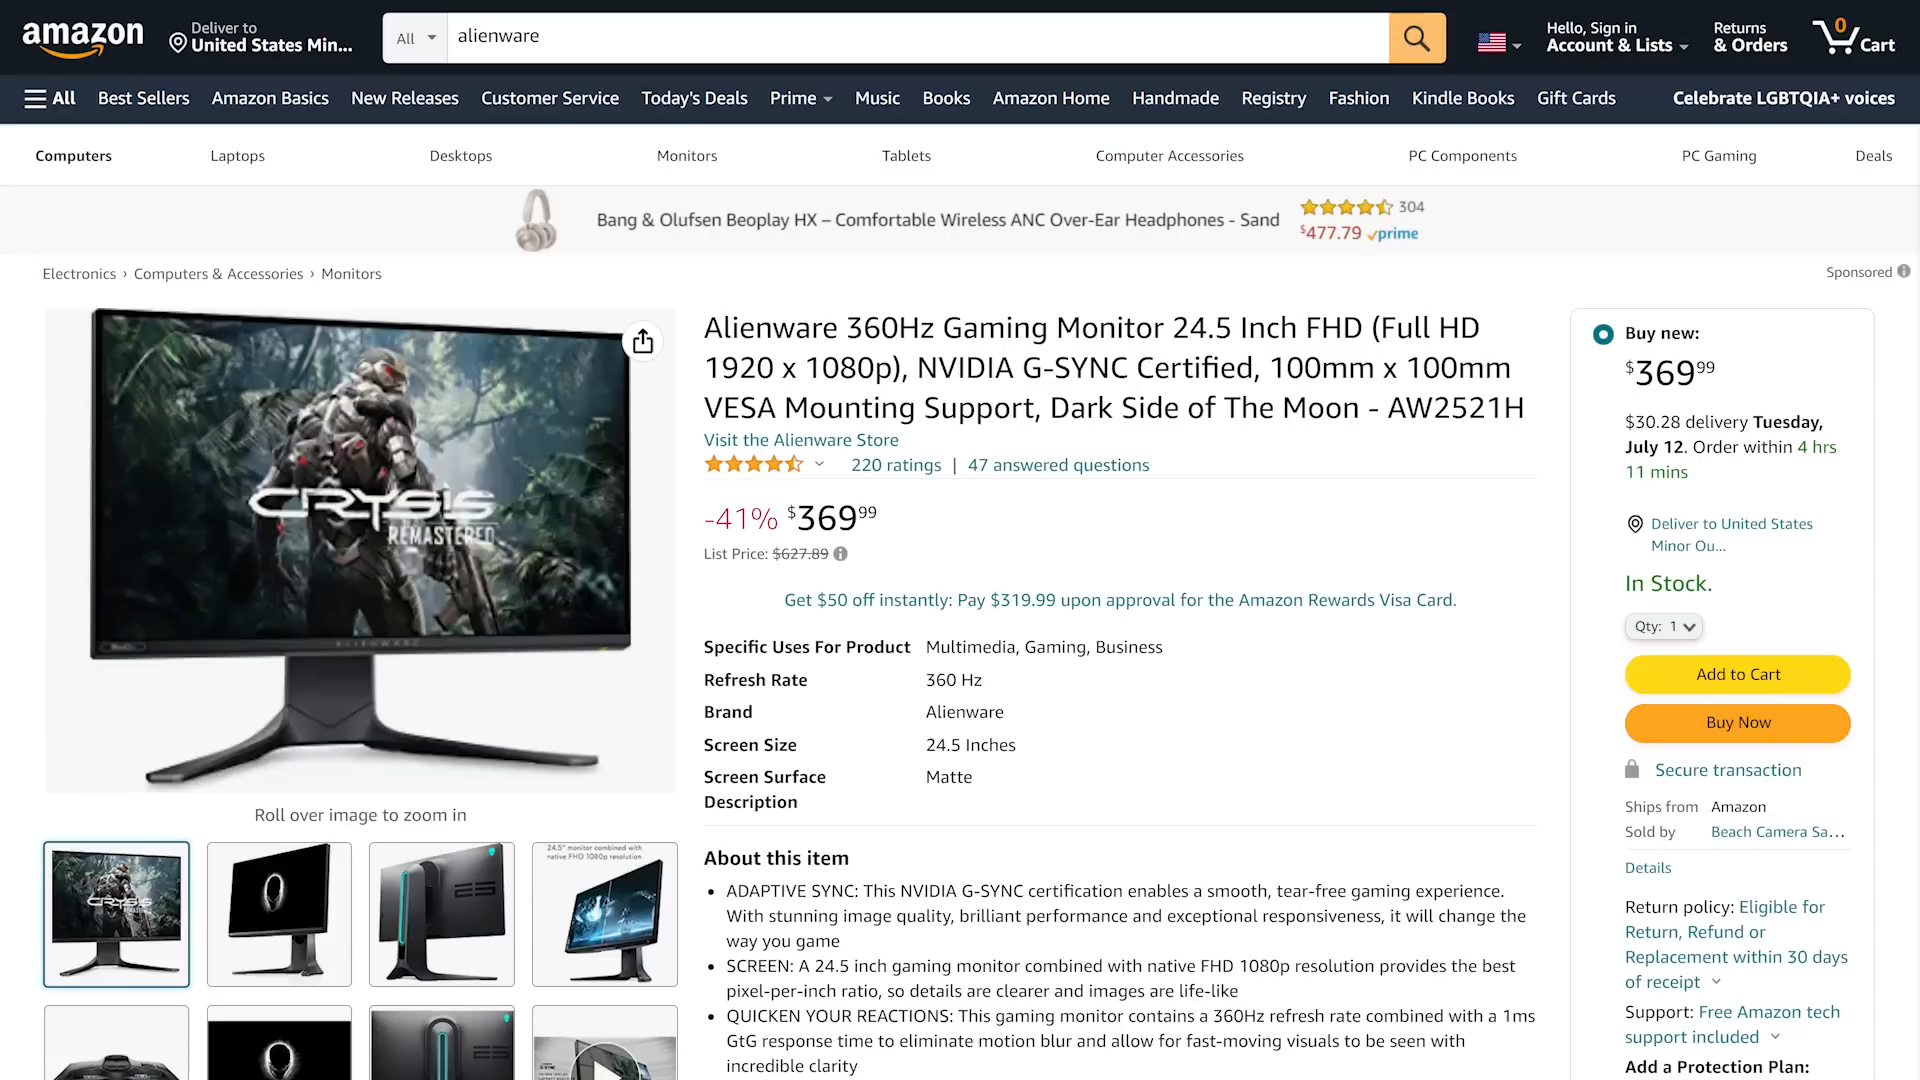 amazon
Deliver to
United States Min...
All
alienware
Hello, Sign in
Account & Lists
Returns
& Orders
0
Cart
All
Best Sellers
Amazon Basics
New Releases
Customer Service
Today's Deals
Prime
Music
Books
Amazon Home
Handmade
Registry
Fashion
Kindle Books
Gift Cards
Celebrate LGBTQIA+ voices
Computers
Laptops
Desktops
Monitors
Tablets
Computer Accessories
PC Components
PC Gaming
Deals
Bang & Olufsen Beoplay HX – Comfortable Wireless ANC Over-Ear Headphones - Sand
304
$477.79 prime
Electronics › Computers & Accessories › Monitors
Sponsored
CRYSIS
REMASTERED
ALIENWARE
Roll over image to zoom in
24.5" monitor combined with
native FHD 1080p resolution
Alienware 360Hz Gaming Monitor 24.5 Inch FHD (Full HD
1920 x 1080p), NVIDIA G-SYNC Certified, 100mm x 100mm
VESA Mounting Support, Dark Side of The Moon - AW2521H
Visit the Alienware Store
220 ratings | 47 answered questions
-41% $369 99
List Price: $627.89
Get $50 off instantly: Pay $319.99 upon approval for the Amazon Rewards Visa Card.
Specific Uses For Product Multimedia, Gaming, Business
Refresh Rate 360 Hz
Brand Alienware
Screen Size 24.5 Inches
Screen Surface Matte
Description
About this item
• ADAPTIVE SYNC: This NVIDIA G-SYNC certification enables a smooth, tear-free gaming experience.
With stunning image quality, brilliant performance and exceptional responsiveness, it will change the
way you game
• SCREEN: A 24.5 inch gaming monitor combined with native FHD 1080p resolution provides the best
pixel-per-inch ratio, so details are clearer and images are life-like
• QUICKEN YOUR REACTIONS: This gaming monitor contains a 360Hz refresh rate combined with a 1ms
GtG response time to eliminate motion blur and allow for fast-moving visuals to be seen with
incredible clarity
Buy new:
$369 99
$30.28 delivery Tuesday,
July 12. Order within 4 hrs
11 mins
Deliver to United States
Minor Ou...
In Stock.
Qty: 1
Add to Cart
Buy Now
Secure transaction
Ships from Amazon
Sold by Beach Camera Sa...
Details
Return policy: Eligible for
Return, Refund or
Replacement within 30 days
of receipt
Support: Free Amazon tech
support included
Add a Protection Plan: